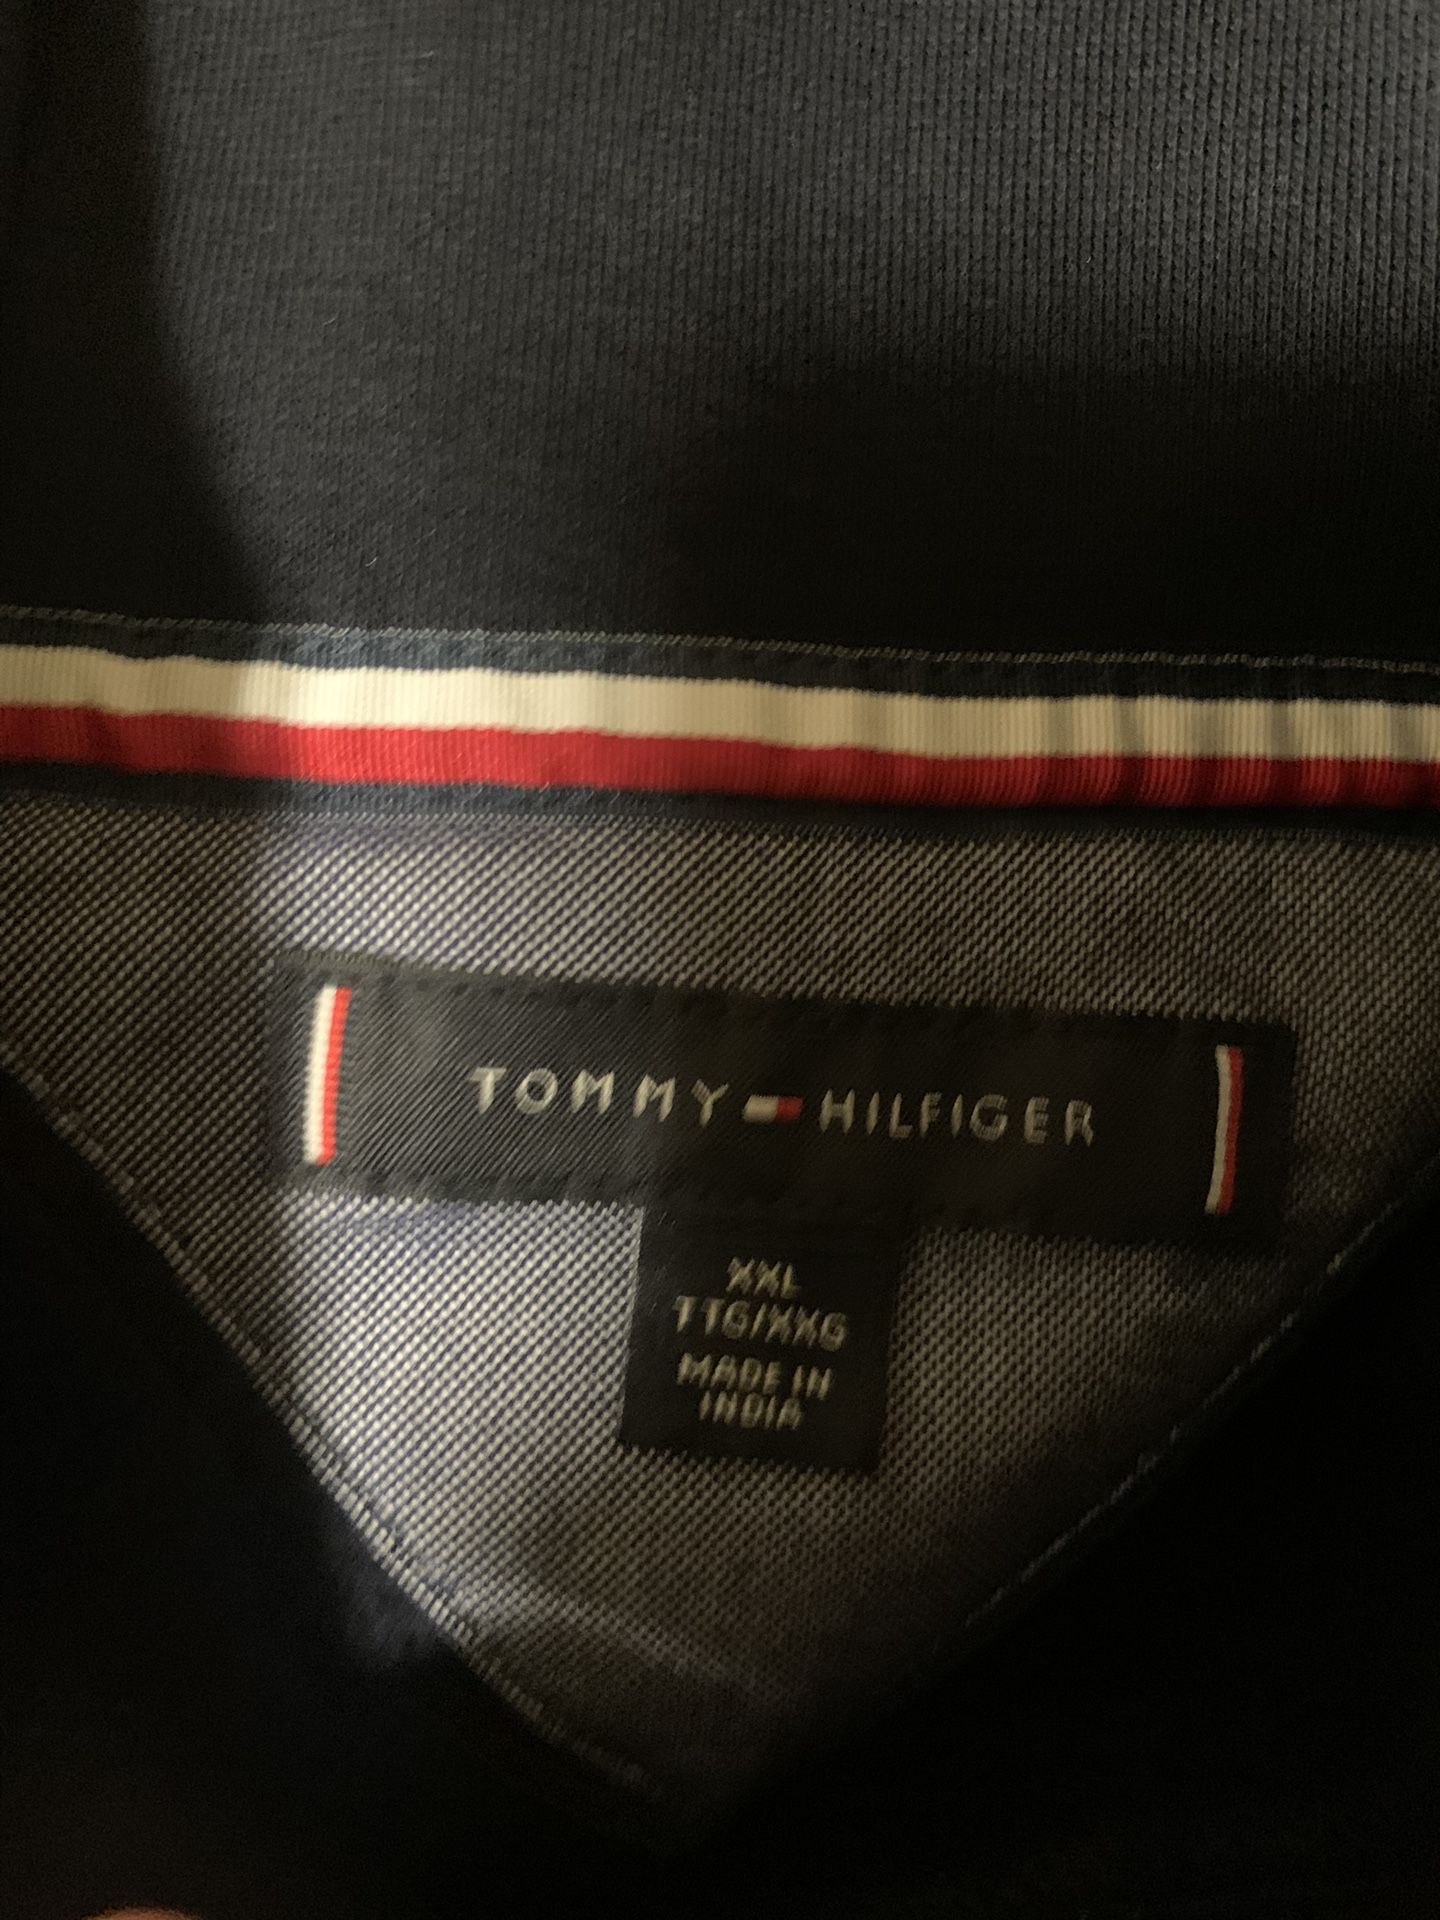 TOMMY HILFIGER
XXL
TTG/XXG
MADE IN
INDIA